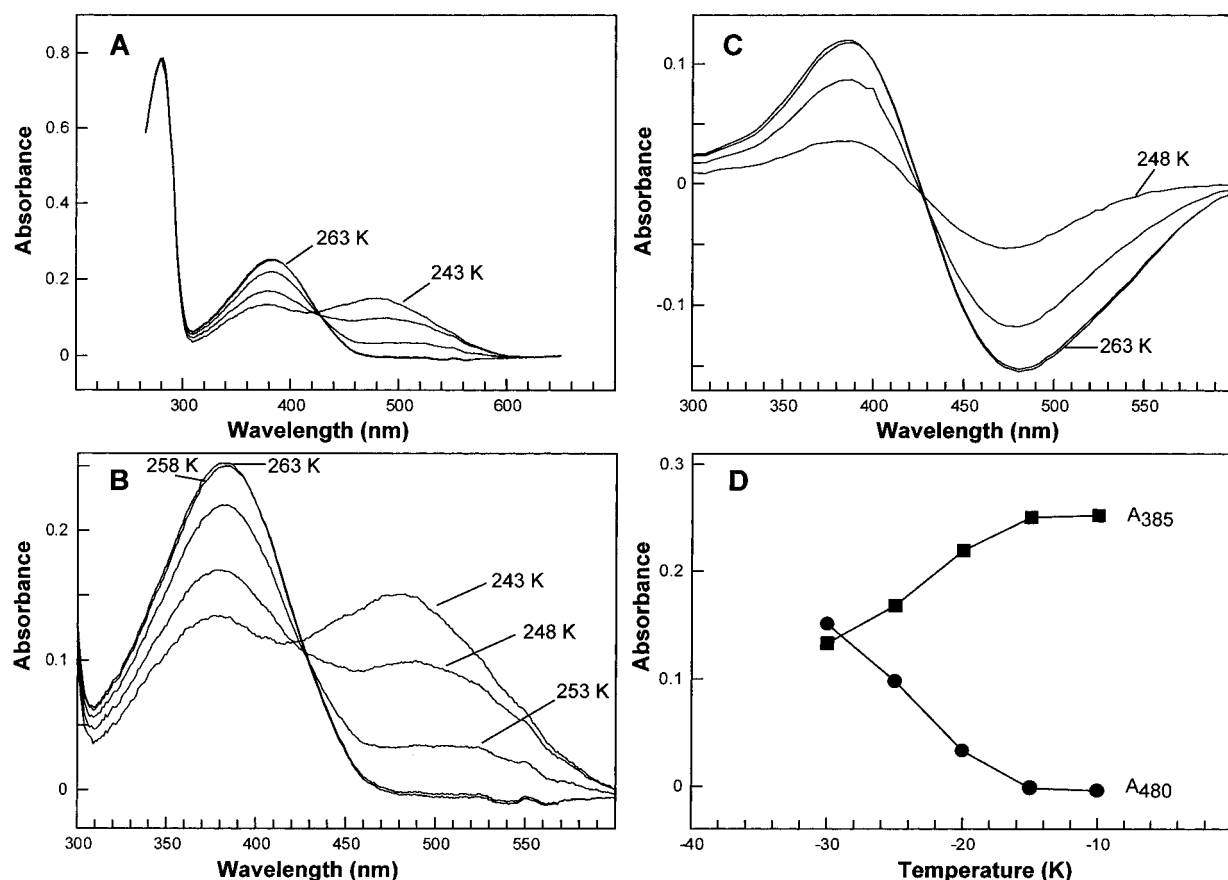 A
0.8
0.6
0.4
0.2
0
Absorbance
263 K
243 K
300
400
500
600
Wavelength (nm)
C
0.1
0
-0.1
Absorbance
248 K
263 K
300
350
400
450
500
550
Wavelength (nm)
B
0.2
0.1
0
Absorbance
258 K
263 K
243 K
248 K
253 K
300
350
400
450
500
550
600
Wavelength (nm)
D
0.3
0.2
0.1
0
Absorbance
A385
A480
-40
-30
-20
-10
Temperature (K)